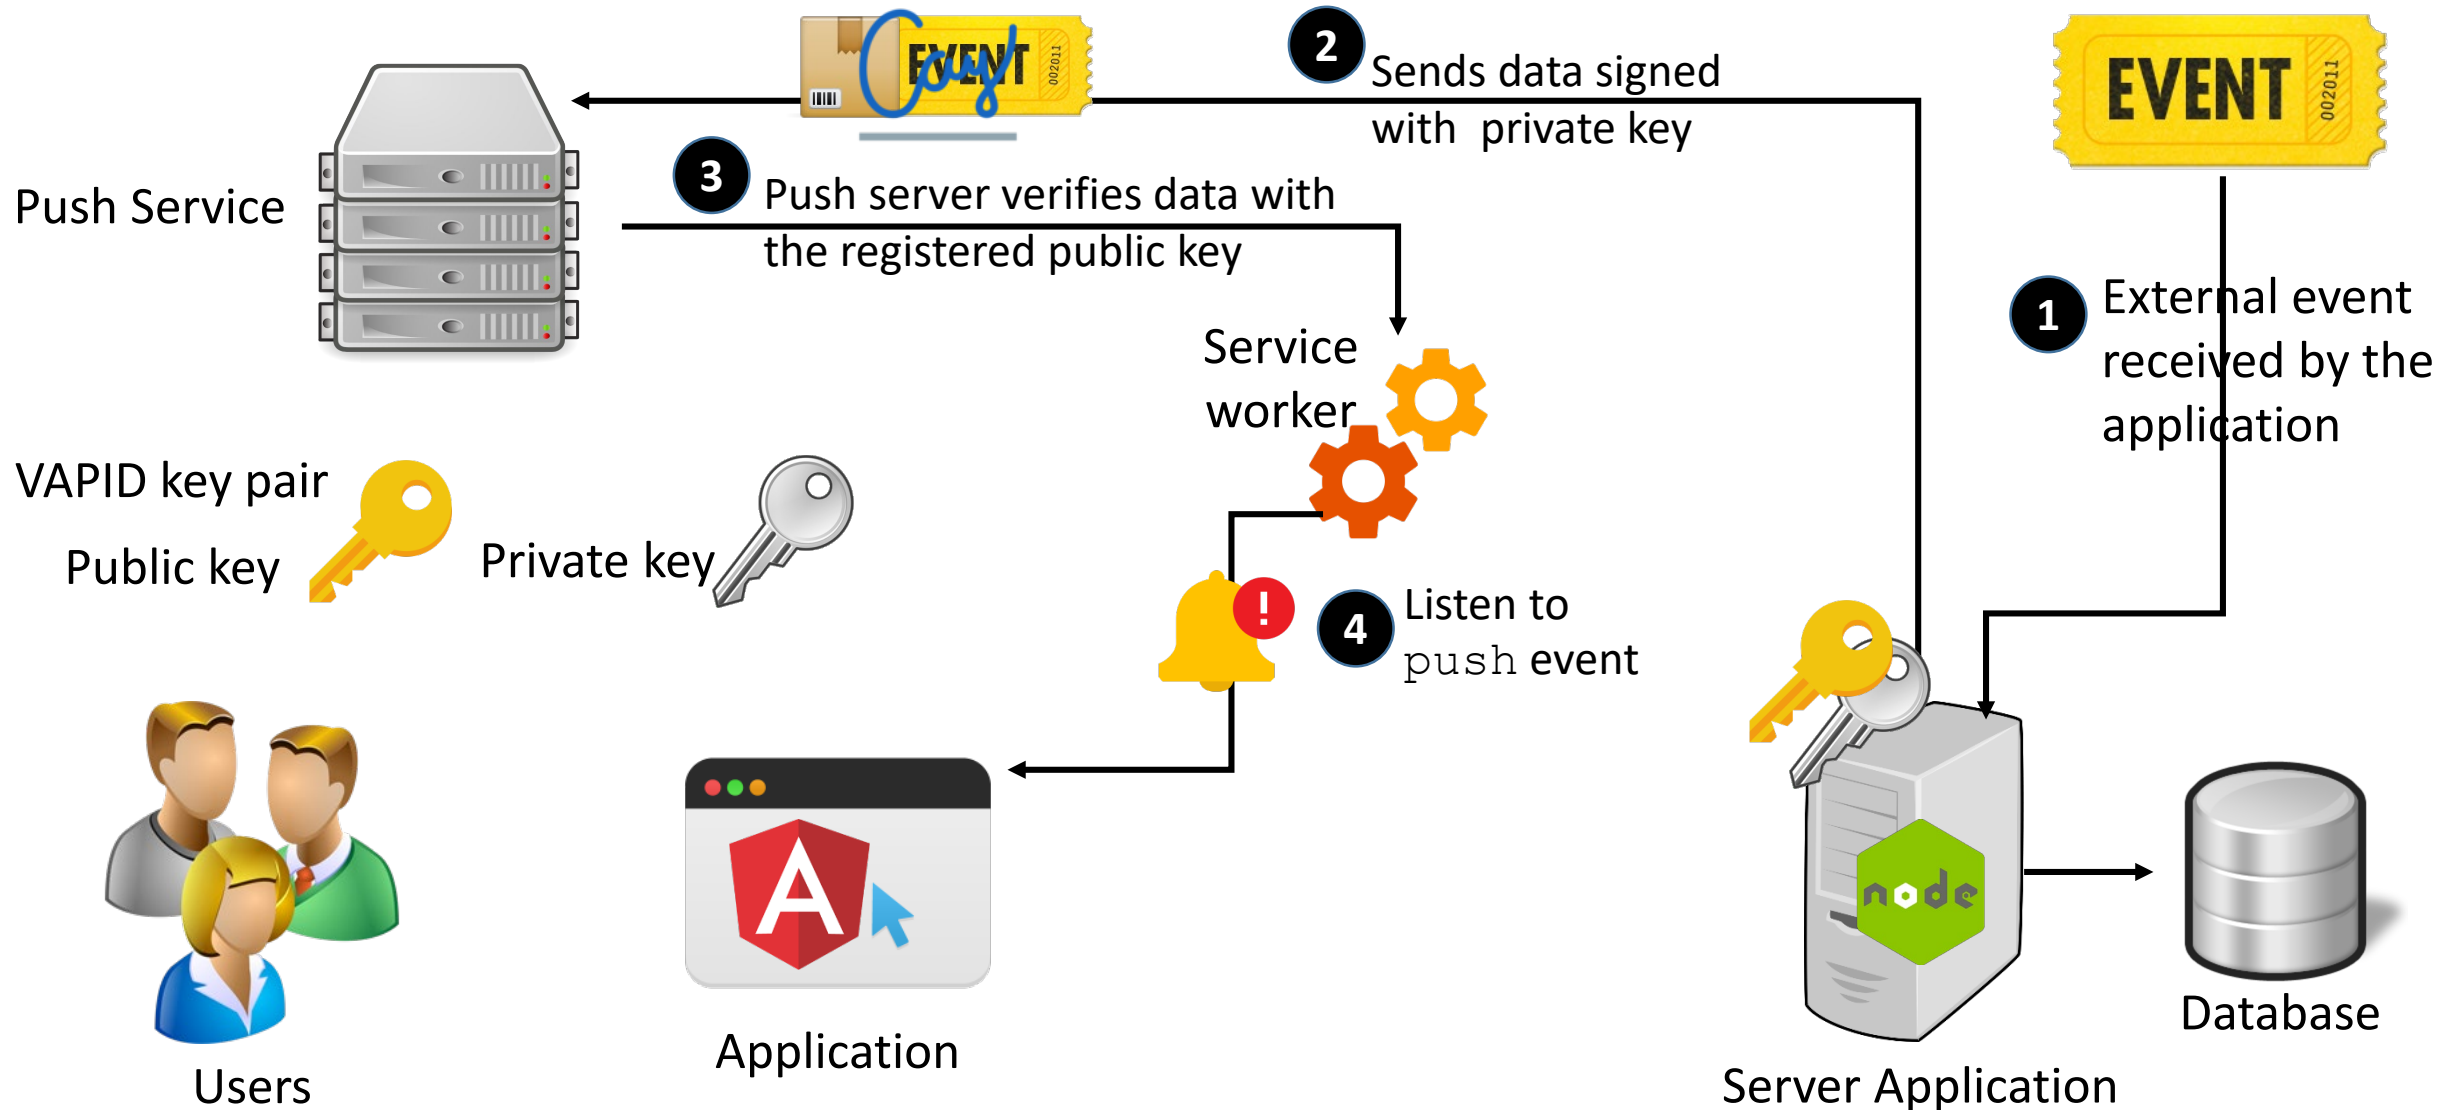 EVENT
002011
Cay
2
Sends data signed
with private key
EVENT
002011
3
Push server verifies data with
the registered public key
Push Service
1
External event
received by the
application
Service
worker
VAPID key pair
Public key
Private key
!
4
Listen to
push event
node
Application
Users
Server Application
Database